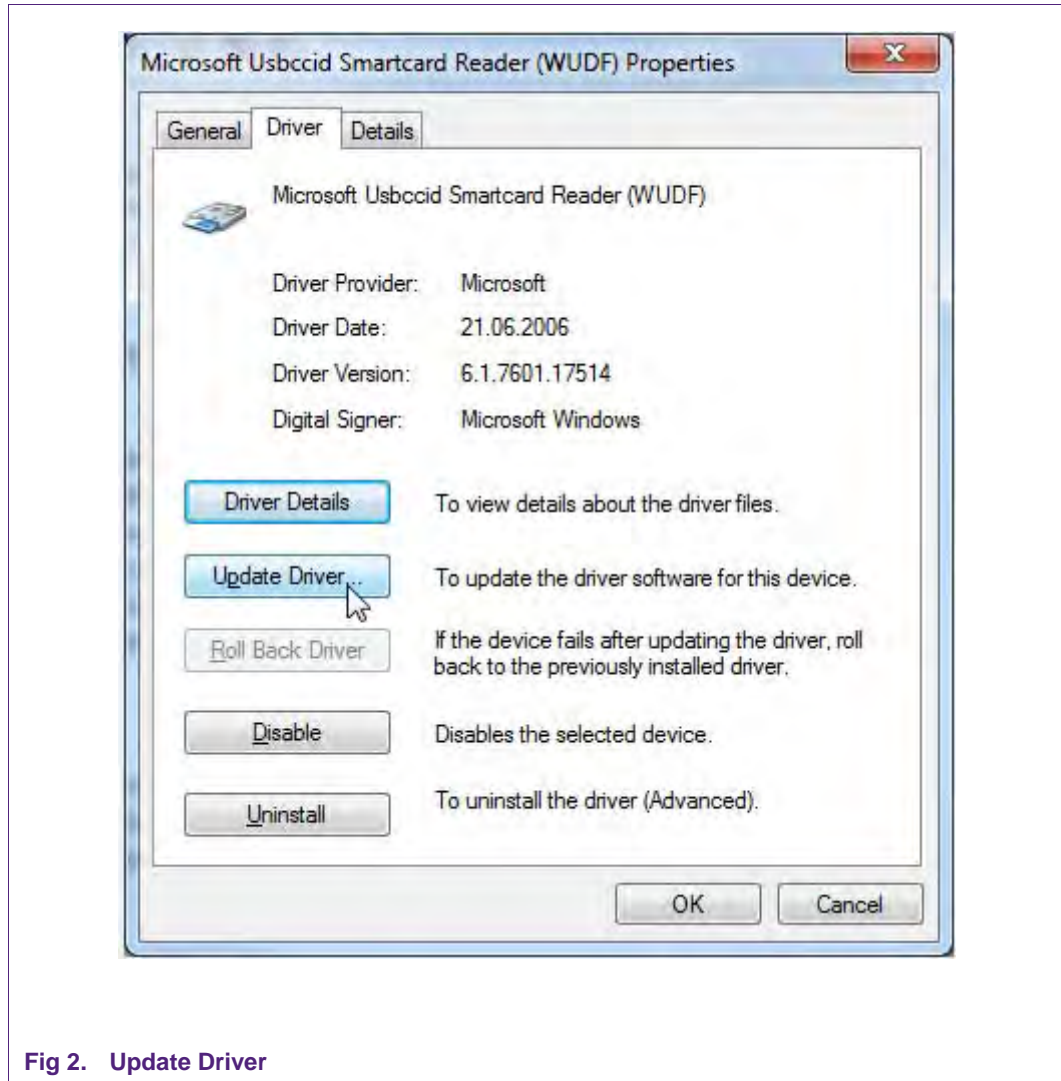 Microsoft Usbccid Smartcard Reader (WUDF) Properties
General Driver Details
Microsoft Usbccid Smartcard Reader (WUDF)
Driver Provider: Microsoft
Driver Date: 21.06.2006
Driver Version: 6.1.7601.17514
Digital Signer: Microsoft Windows
Driver Details To view details about the driver files.
Update Driver... To update the driver software for this device.
Roll Back Driver If the device fails after updating the driver, roll
back to the previously installed driver.
Disable Disables the selected device.
Uninstall To uninstall the driver (Advanced).
OK Cancel
Fig 2. Update Driver